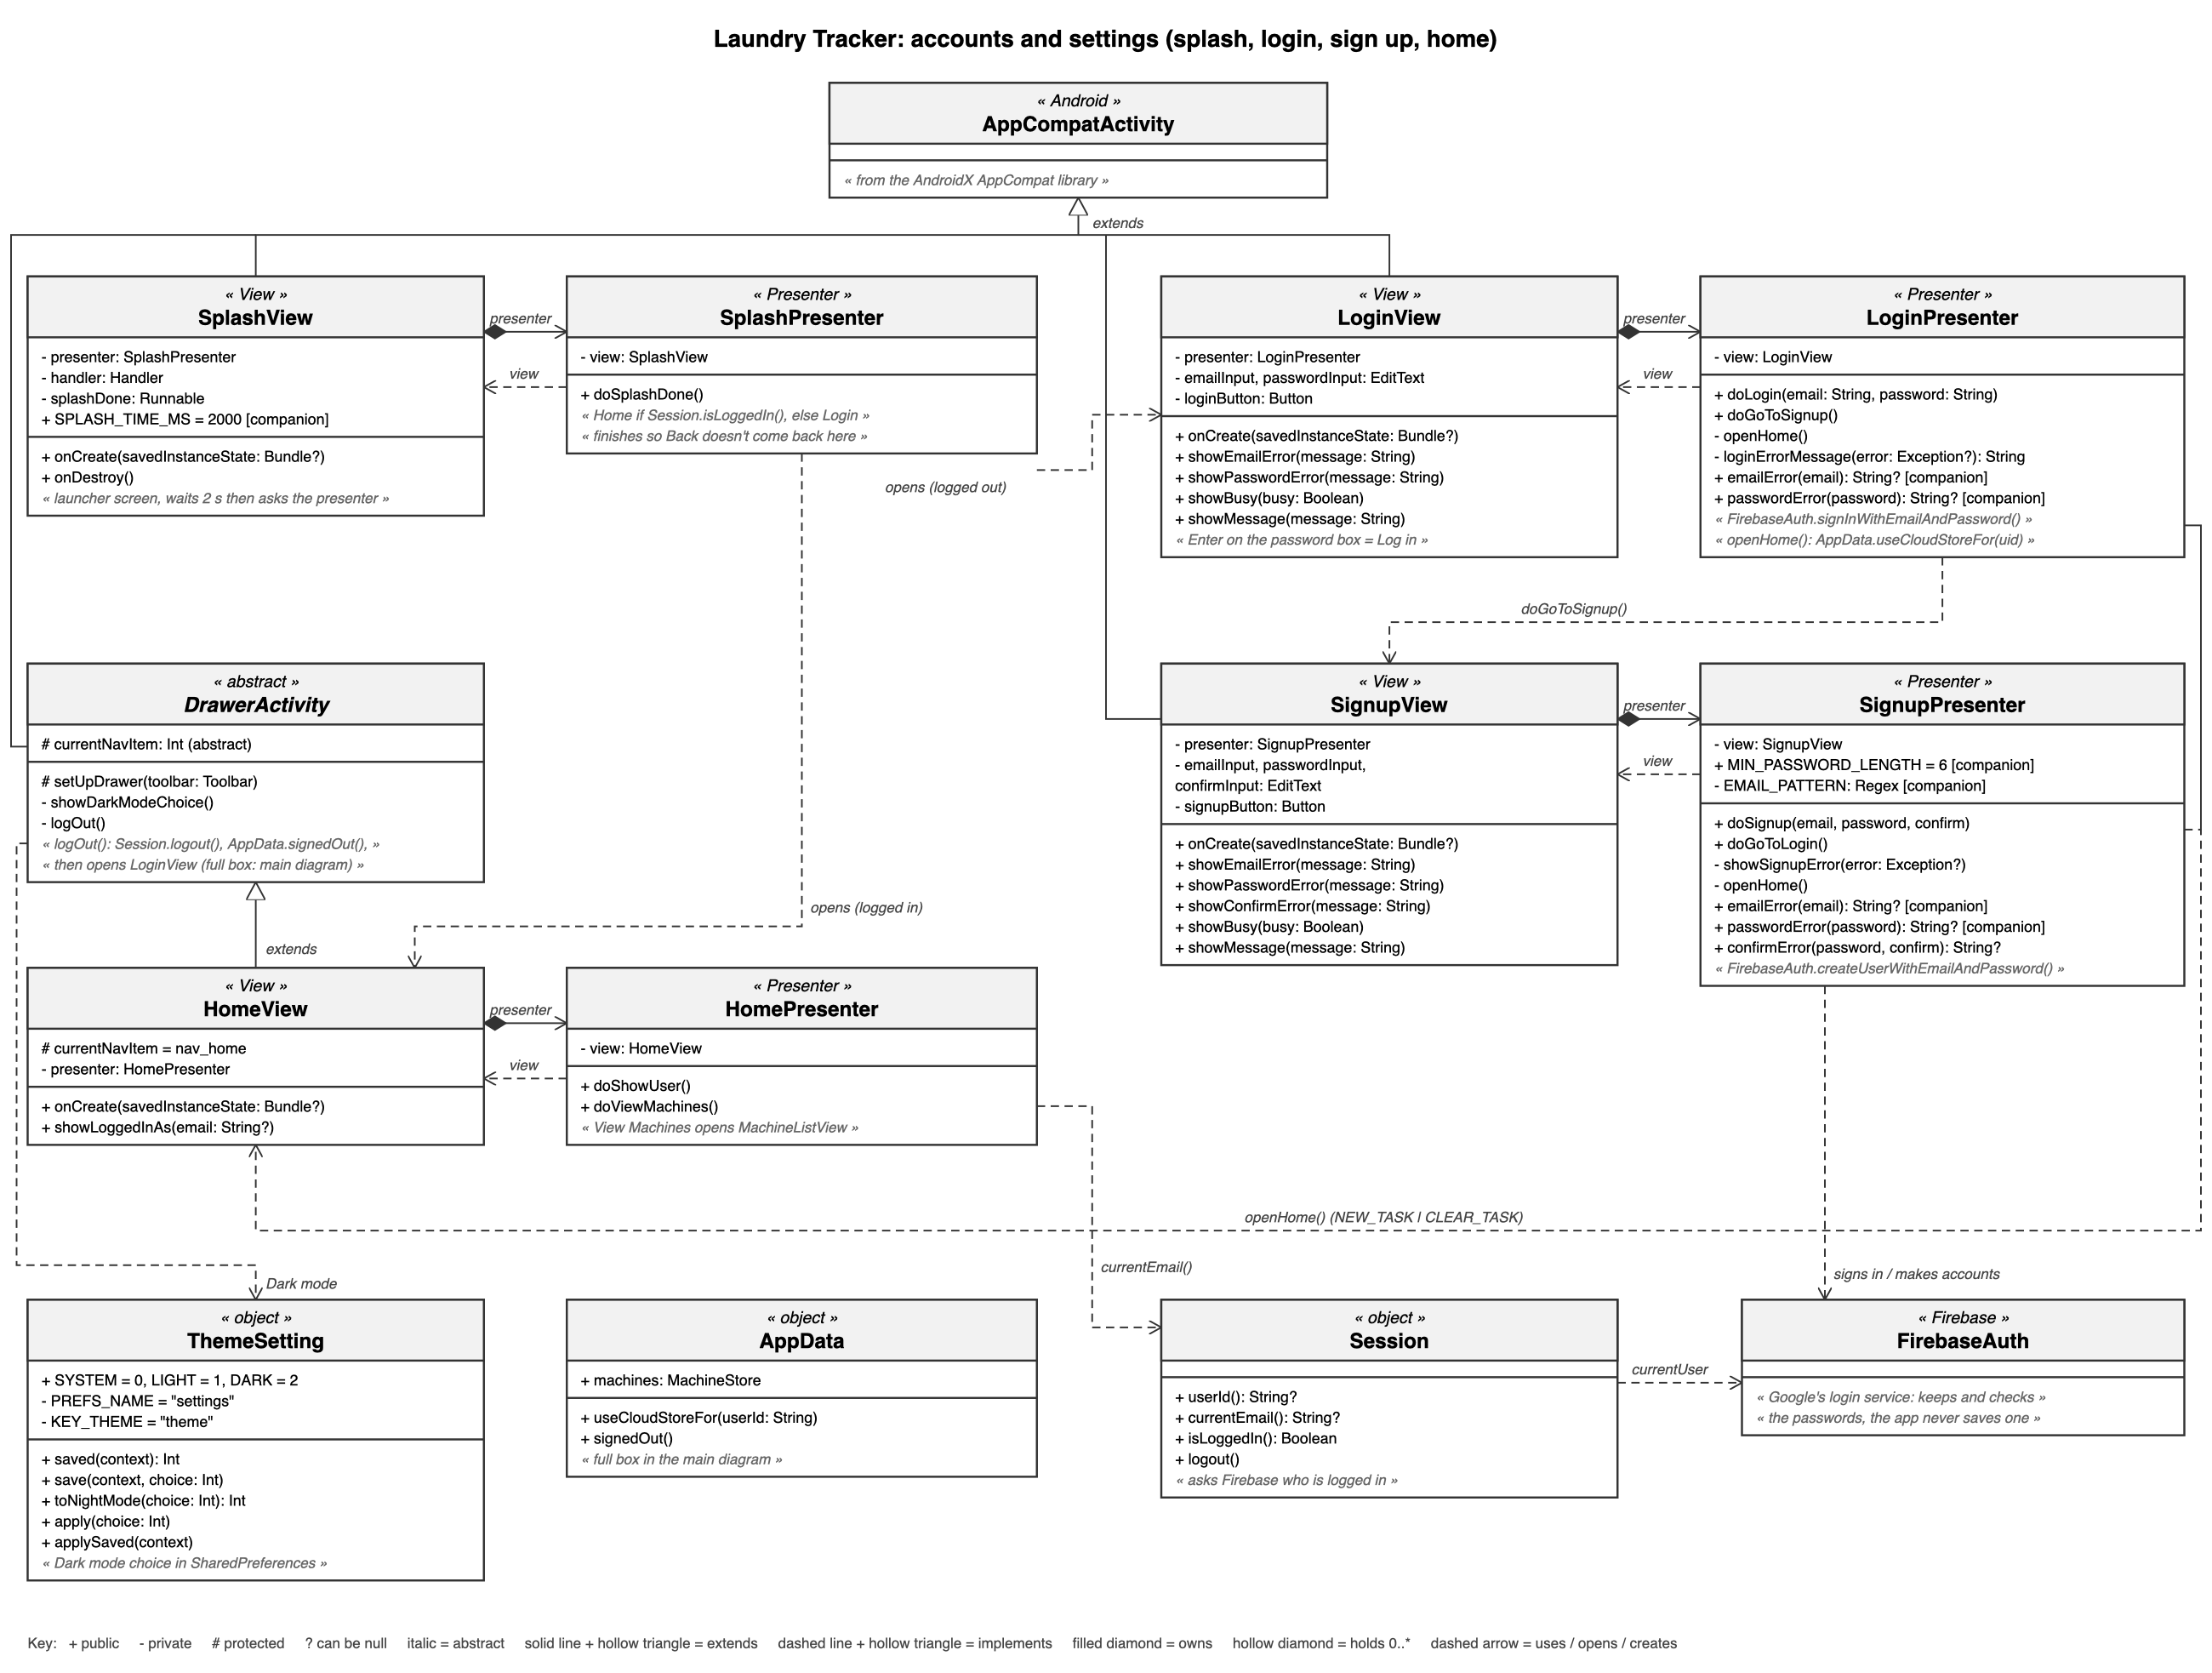 Laundry Tracker: accounts and settings (splash, login, sign up, home)
« Android »
AppCompatActivity
« from the AndroidX AppCompat library »
extends
« View »
SplashView
- presenter: SplashPresenter
- handler: Handler
- splashDone: Runnable
+ SPLASH_TIME_MS = 2000 [companion]
+ onCreate(savedInstanceState: Bundle?)
+ onDestroy()
« launcher screen, waits 2 s then asks the presenter »
presenter
view
« Presenter »
SplashPresenter
- view: SplashView
+ doSplashDone()
« Home if Session.isLoggedIn(), else Login »
« finishes so Back doesn't come back here »
opens (logged out)
« View »
LoginView
- presenter: LoginPresenter
- emailInput, passwordInput: EditText
- loginButton: Button
+ onCreate(savedInstanceState: Bundle?)
+ showEmailError(message: String)
+ showPasswordError(message: String)
+ showBusy(busy: Boolean)
+ showMessage(message: String)
« Enter on the password box = Log in »
presenter
view
« Presenter »
LoginPresenter
- view: LoginView
+ doLogin(email: String, password: String)
+ doGoToSignup()
- openHome()
- loginErrorMessage(error: Exception?): String
+ emailError(email): String? [companion]
+ passwordError(password): String? [companion]
« FirebaseAuth.signInWithEmailAndPassword() »
« openHome(): AppData.useCloudStoreFor(uid) »
doGoToSignup()
« abstract »
DrawerActivity
# currentNavItem: Int (abstract)
# setUpDrawer(toolbar: Toolbar)
- showDarkModeChoice()
- logOut()
« logOut(): Session.logout(), AppData.signedOut(), »
« then opens LoginView (full box: main diagram) »
extends
opens (logged in)
« View »
SignupView
- presenter: SignupPresenter
- emailInput, passwordInput,
confirmInput: EditText
- signupButton: Button
+ onCreate(savedInstanceState: Bundle?)
+ showEmailError(message: String)
+ showPasswordError(message: String)
+ showConfirmError(message: String)
+ showBusy(busy: Boolean)
+ showMessage(message: String)
presenter
view
« Presenter »
SignupPresenter
- view: SignupView
+ MIN_PASSWORD_LENGTH = 6 [companion]
- EMAIL_PATTERN: Regex [companion]
+ doSignup(email, password, confirm)
+ doGoToLogin()
- showSignupError(error: Exception?)
- openHome()
+ emailError(email): String? [companion]
+ passwordError(password): String? [companion]
+ confirmError(password, confirm): String?
« FirebaseAuth.createUserWithEmailAndPassword() »
« View »
HomeView
# currentNavItem = nav_home
- presenter: HomePresenter
+ onCreate(savedInstanceState: Bundle?)
+ showLoggedInAs(email: String?)
presenter
view
« Presenter »
HomePresenter
- view: HomeView
+ doShowUser()
+ doViewMachines()
« View Machines opens MachineListView »
openHome() (NEW_TASK | CLEAR_TASK)
currentEmail()
signs in / makes accounts
Dark mode
« object »
ThemeSetting
+ SYSTEM = 0, LIGHT = 1, DARK = 2
- PREFS_NAME = "settings"
- KEY_THEME = "theme"
+ saved(context): Int
+ save(context, choice: Int)
+ toNightMode(choice: Int): Int
+ apply(choice: Int)
+ applySaved(context)
« Dark mode choice in SharedPreferences »
« object »
AppData
+ machines: MachineStore
+ useCloudStoreFor(userId: String)
+ signedOut()
« full box in the main diagram »
« object »
Session
+ userId(): String?
+ currentEmail(): String?
+ isLoggedIn(): Boolean
+ logout()
« asks Firebase who is logged in »
currentUser
« Firebase »
FirebaseAuth
« Google's login service: keeps and checks »
« the passwords, the app never saves one »
Key: + public - private # protected ? can be null italic = abstract solid line + hollow triangle = extends dashed line + hollow triangle = implements filled diamond = owns hollow diamond = holds 0..* dashed arrow = uses / opens / creates